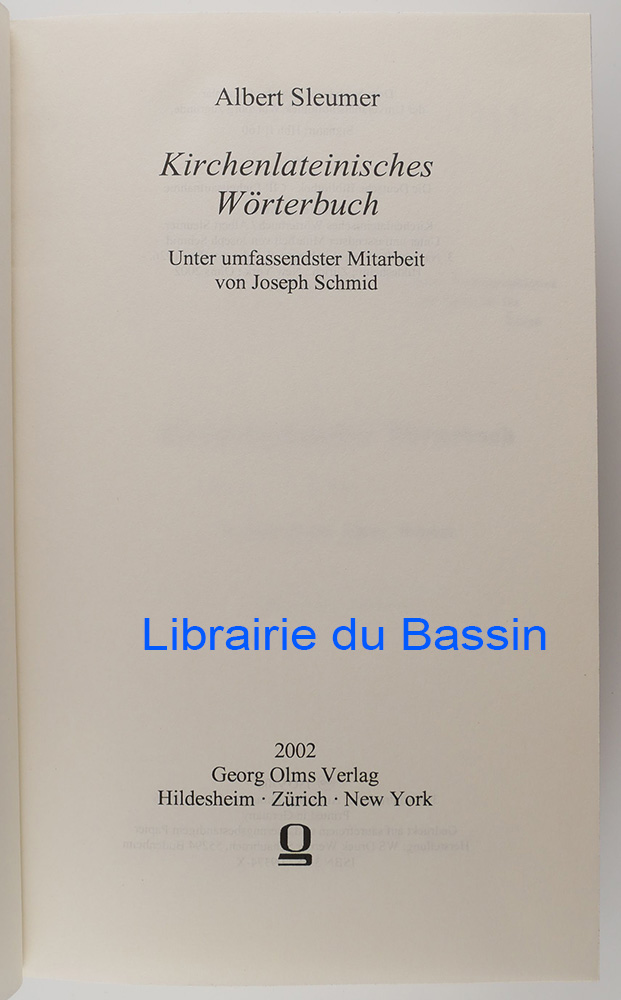 Albert Sleumer
Kirchenlateinisches
Wörterbuch
Unter umfassendster Mitarbeit
von Joseph Schmid
Librairie du Bassin
2002
Georg Olms Verlag
Hildesheim · Zürich · New York